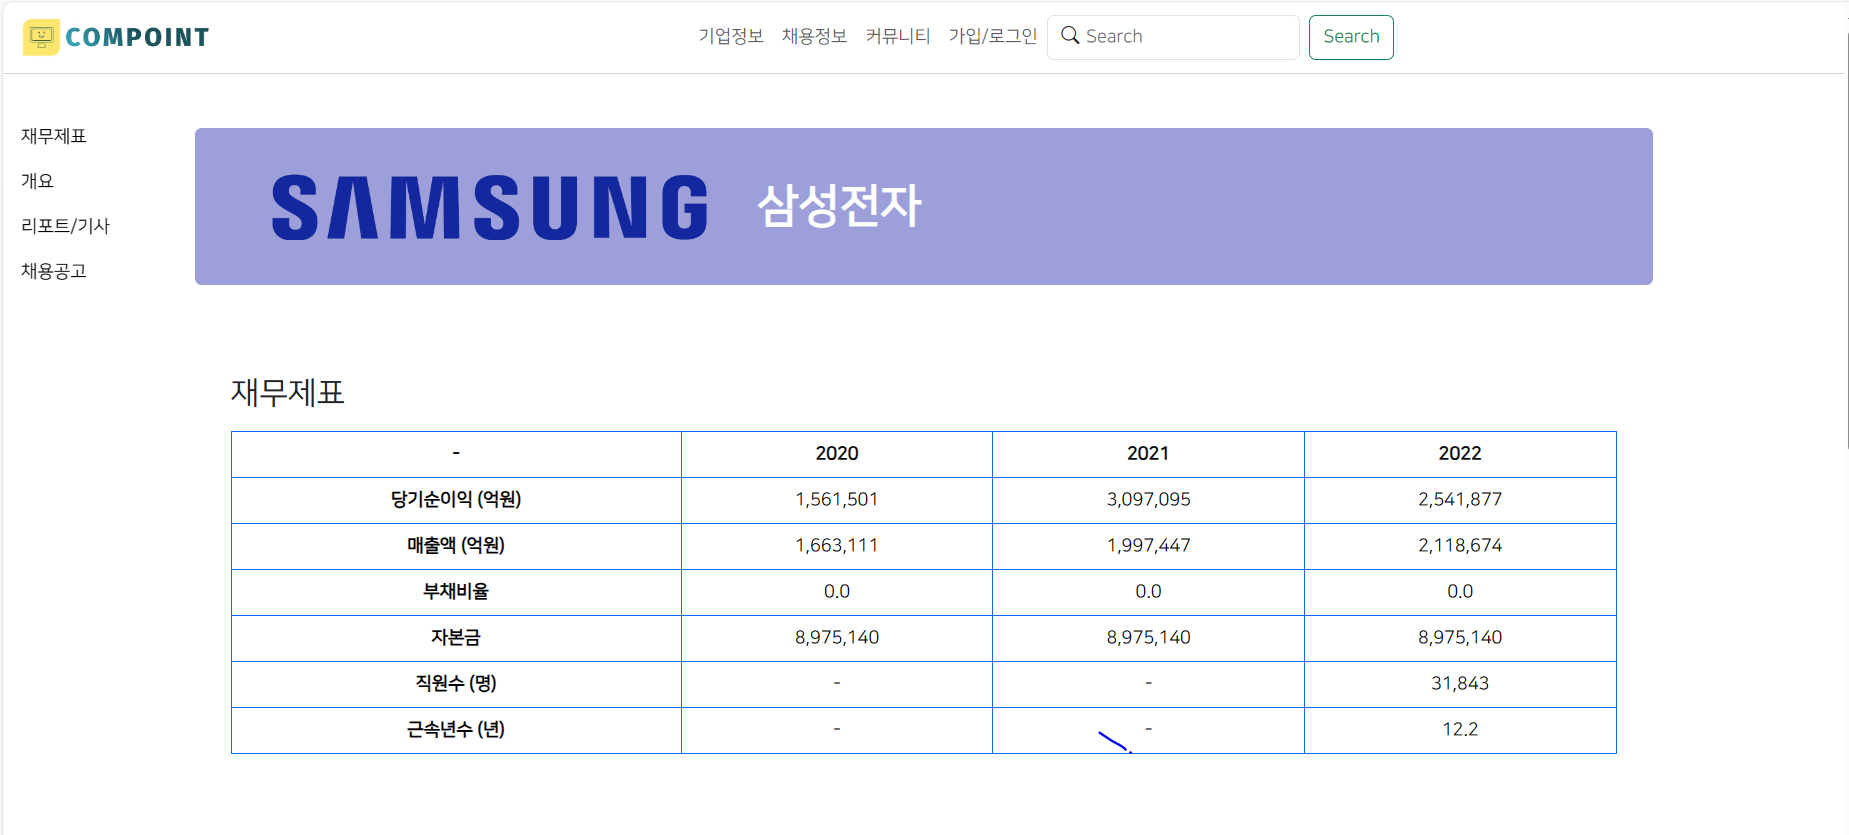 COMPOINT
기업정보 채용정보 커뮤니티 가입/로그인 Search Search
재무제표
개요
리포트/기사
채용공고
SAMSUNG 삼성전자
재무제표
- 2020 2021 2022
당기순이익 (억원) 1,561,501 3,097,095 2,541,877
매출액 (억원) 1,663,111 1,997,447 2,118,674
부채비율 0.0 0.0 0.0
자본금 8,975,140 8,975,140 8,975,140
직원수 (명) - - 31,843
근속년수 (년) - - 12.2